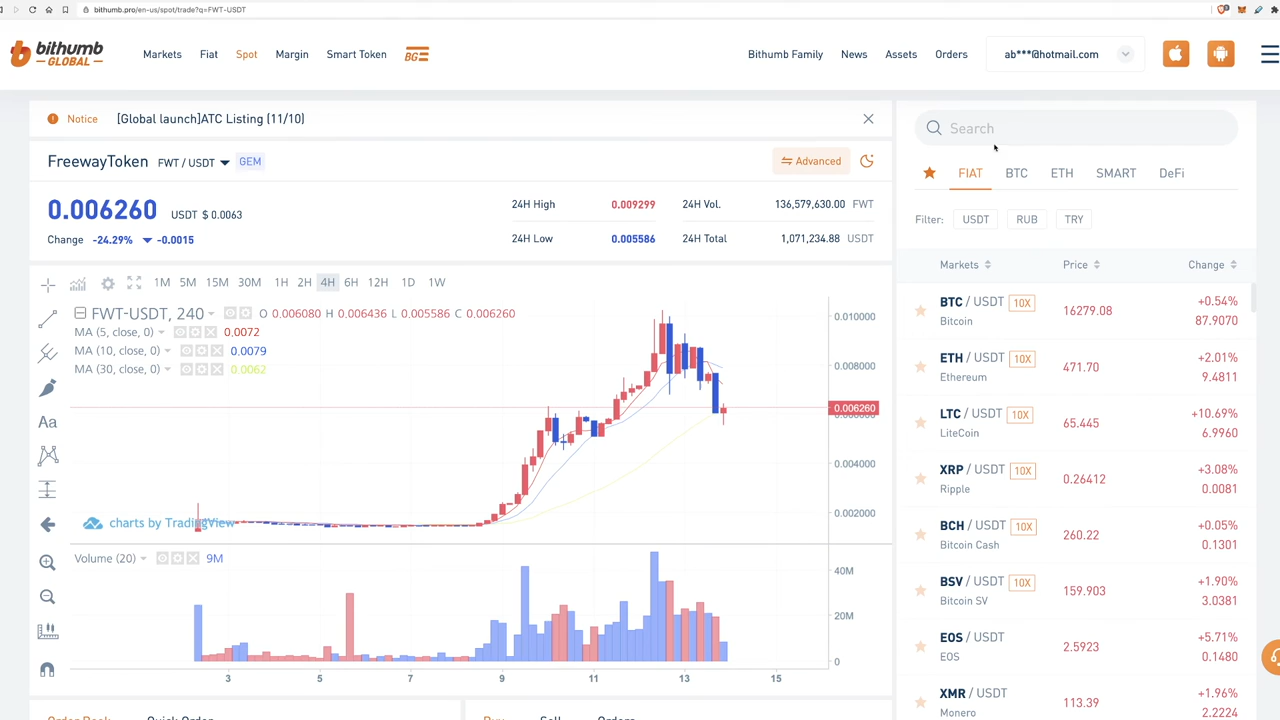 bithumb.pro/en-us/spot/trade?q=FWT-USDT
bithumb
GLOBAL
Markets Fiat Spot Margin Smart Token BG
Bithumb Family News Assets Orders ab***@hotmail.com
Notice [Global launch]ATC Listing (11/10)
FreewayToken FWT / USDT GEM
Advanced
0.006260 USDT $ 0.0063
Change -24.29% -0.0015
24H High 0.009299 24H Vol. 136,579,630.00 FWT
24H Low 0.005586 24H Total 1,071,234.88 USDT
1M 5M 15M 30M 1H 2H 4H 6H 12H 1D 1W
FWT-USDT, 240 O 0.006080 H 0.006436 L 0.005586 C 0.006260
MA (5, close, 0) 0.0072
MA (10, close, 0) 0.0079
MA (30, close, 0) 0.0062
Aa
0.010000
0.008000
0.006260
0.004000
0.002000
charts by TradingView
Volume (20) 9M
40M
20M
0
3 5 7 9 11 13 15
Order Book Quick Order
Buy Sell Orders
Search
FIAT BTC ETH SMART DeFi
Filter: USDT RUB TRY
Markets Price Change
BTC / USDT 10X 16279.08 +0.54%
Bitcoin 87.9070
ETH / USDT 10X 471.70 +2.01%
Ethereum 9.4811
LTC / USDT 10X 65.445 +10.69%
LiteCoin 6.9960
XRP / USDT 10X 0.26412 +3.08%
Ripple 0.0081
BCH / USDT 10X 260.22 +0.05%
Bitcoin Cash 0.1301
BSV / USDT 10X 159.903 +1.90%
Bitcoin SV 3.0381
EOS / USDT 2.5923 +5.71%
EOS 0.1480
XMR / USDT 113.39 +1.96%
Monero 2.2224